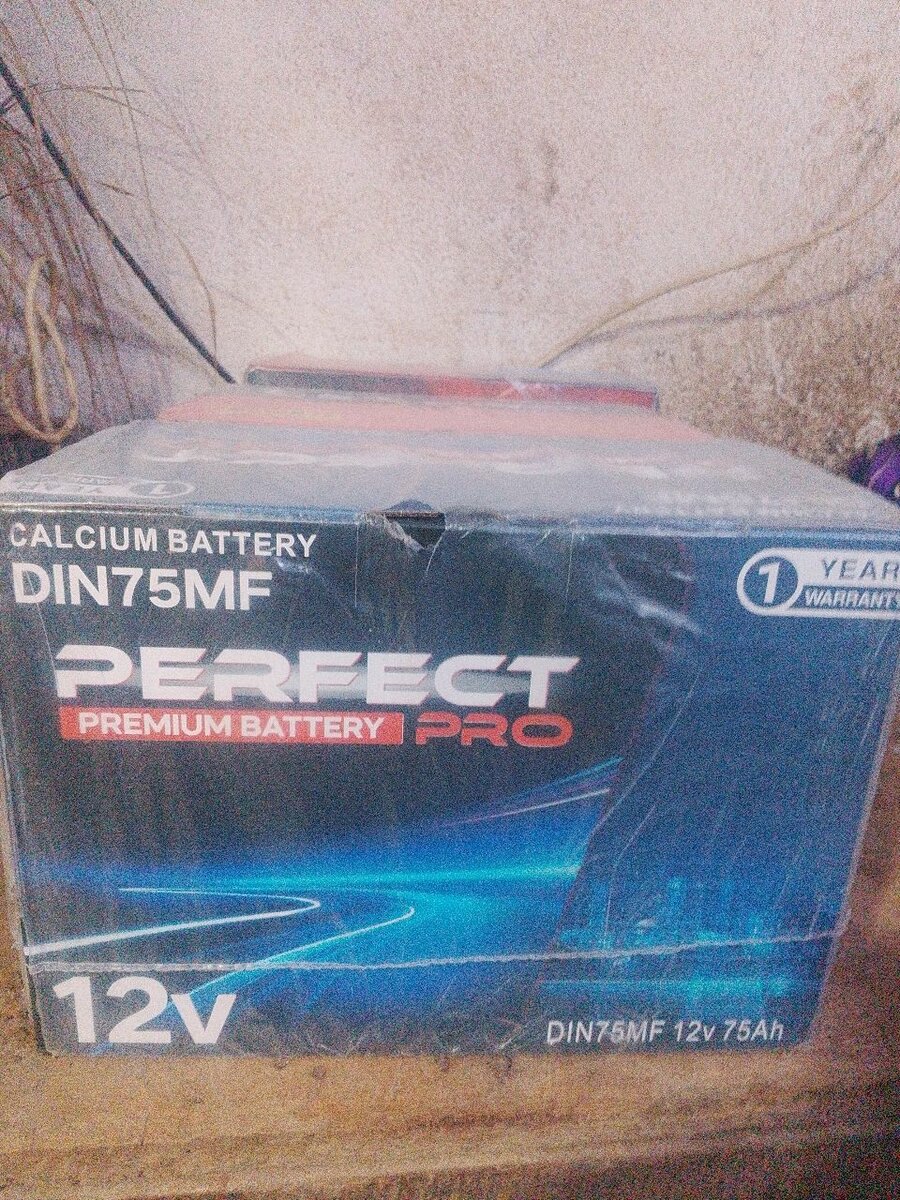 CALCIUM BATTERY
DIN75MF
1 YEAR
WARRANTY
PERFECT
PREMIUM BATTERY PRO
12v
DIN75MF 12v 75Ah